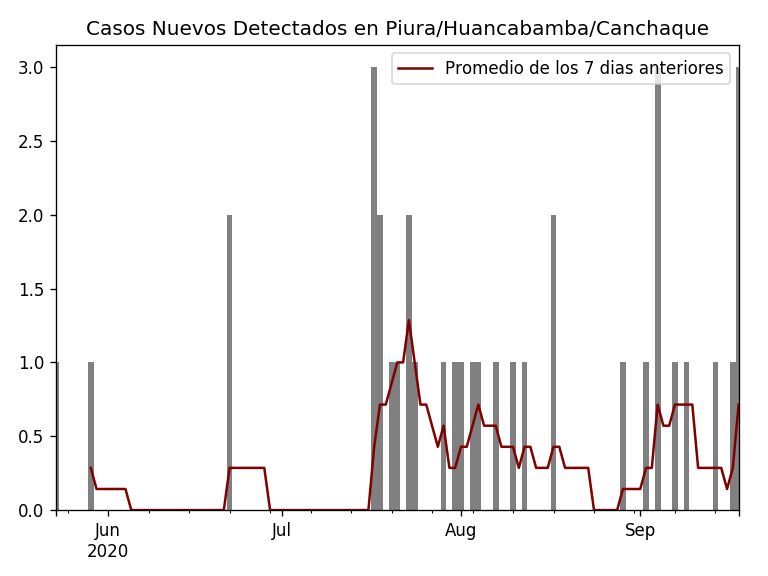 Casos Nuevos Detectados en Piura/Huancabamba/Canchaque
Promedio de los 7 dias anteriores
3.0
2.5
2.0
1.5
1.0
0.5
0.0
Jun Jul Aug Sep
2020